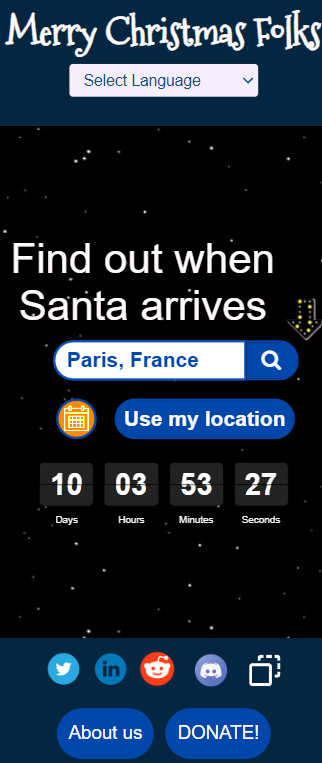 Merry Christmas Folks
Select Language
Find out when
Santa arrives
Paris, France
Use my location
10 03 53 27
Days Hours Minutes Seconds
in
About us DONATE!